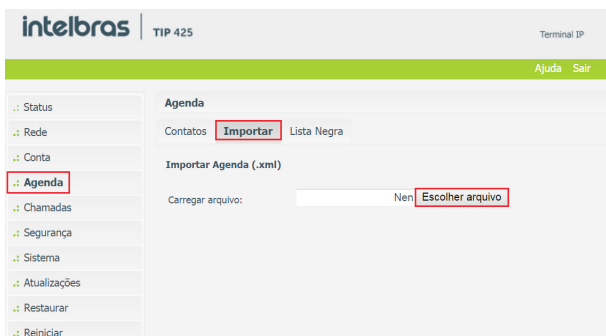 intelbras TIP 425
Terminal IP
Ajuda Sair
.: Status
.: Rede
.: Conta
.: Agenda
.: Chamadas
.: Segurança
.: Sistema
.: Atualizações
.: Restaurar
.: Reiniciar
Agenda
Contatos Importar Lista Negra
Importar Agenda (.xml)
Carregar arquivo: Nen Escolher arquivo